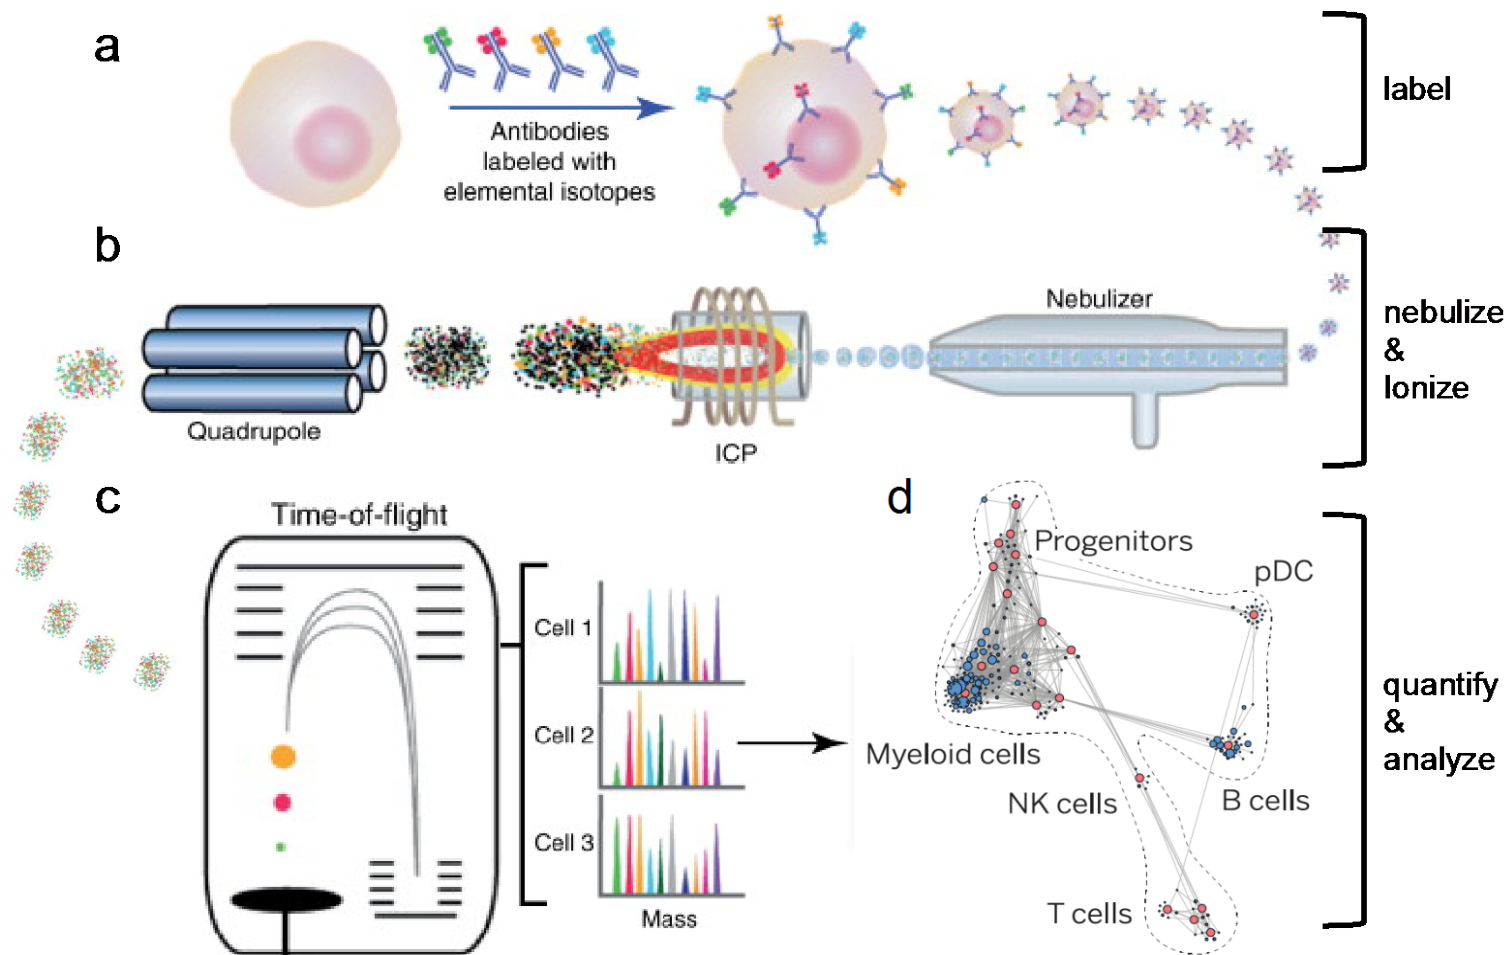 a
Antibodies
labeled with
elemental isotopes
label
b
Quadrupole
ICP
Nebulizer
nebulize
&
Ionize
c
Time-of-flight
Cell 1
Cell 2
Cell 3
Mass
d
Progenitors
pDC
Myeloid cells
NK cells
B cells
T cells
quantify
&
analyze